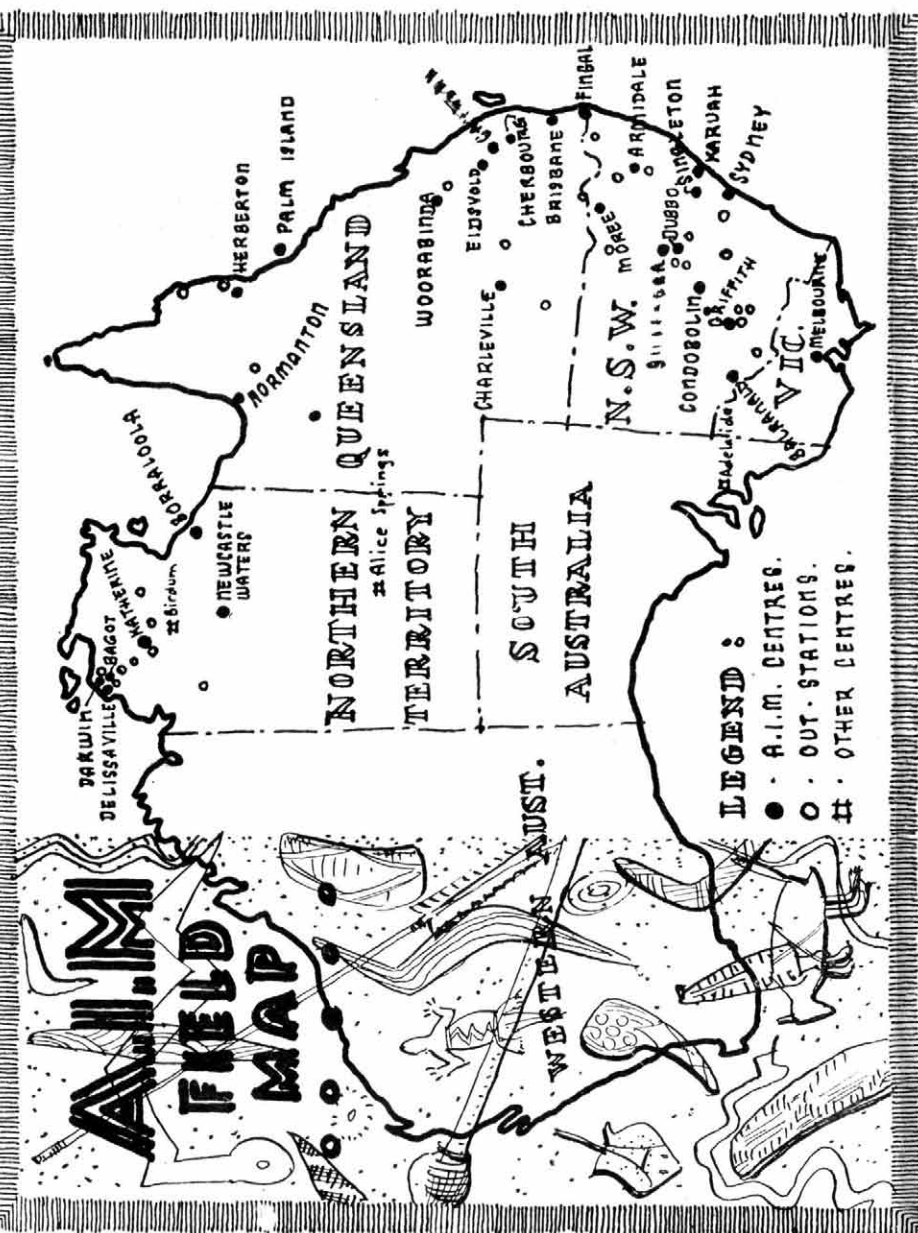 AIM
FIELD
MAP
DARWIN
DELISSAVILLE
BAGOT
KATHERINE
#Birdum
BORRALOOLA
NEWCASTLE
WATERS
NORMANTON
HERBERTON
PALM ISLAND
NORTHERN
#Alice Springs
TERRITORY
QUEENSLAND
WOORABINDA
EIDSVOLD
CHERBOURG
BRISBANE
CHARLEVILLE
FINGAL
SOUTH
AUSTRALIA
WESTERN AUST.
N.S.W.
MOREE
ARMIDALE
DUBBO
SINGLETON
KARUAH
SYDNEY
CONDOBOLIN
GRIFFITH
#Adelaide
BALRANALD
VIC.
MELBOURNE
LEGEND:
● · A.I.M. CENTRES.
O · OUT-STATIONS.
# · OTHER CENTRES.